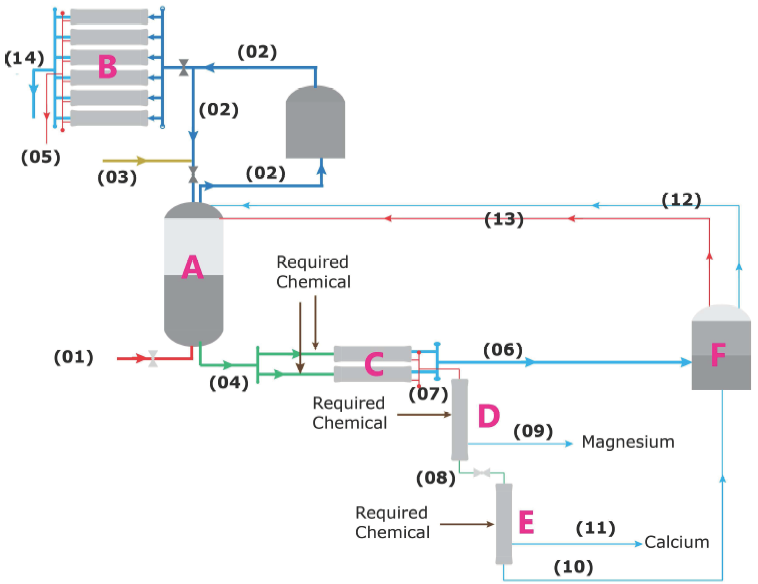 (02)
(14)
B
(02)
(05)
(03)
(02)
(12)
(13)
A
Required
Chemical
(01)
(04)
C
(06)
F
(07)
Required
Chemical
D
(09)
Magnesium
(08)
Required
Chemical
E
(11)
Calcium
(10)